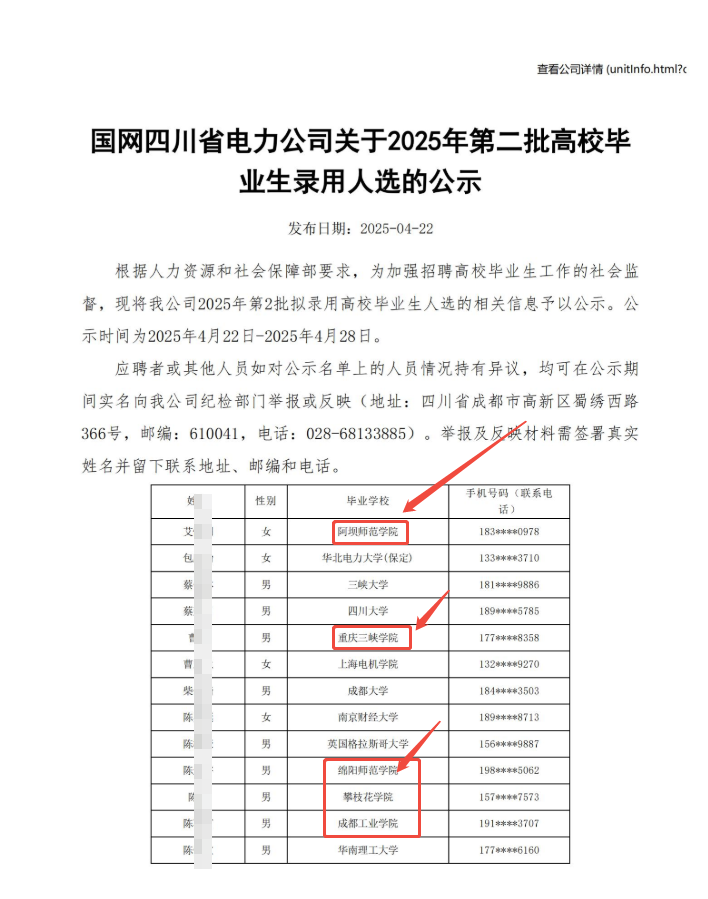 查看公司详情 (unitInfo.html?c
国网四川省电力公司关于2025年第二批高校毕
业生录用人选的公示
发布日期：2025-04-22
根据人力资源和社会保障部要求，为加强招聘高校毕业生工作的社会监
督，现将我公司2025年第2批拟录用高校毕业生人选的相关信息予以公示。公
示时间为2025年4月22日-2025年4月28日。
应聘者或其他人员如对公示名单上的人员情况持有异议，均可在公示期
间实名向我公司纪检部门举报或反映（地址：四川省成都市高新区蜀绣西路
366号，邮编：610041，电话：028-68133885）。举报及反映材料需签署真实
姓名并留下联系地址、邮编和电话。
姓 性别 毕业学校 手机号码（联系电
话）
艾 女 阿坝师范学院 183****0978
包 女 华北电力大学(保定) 133****3710
蔡 男 三峡大学 181****9886
蔡 男 四川大学 189****5785
曹 男 重庆三峡学院 177****8358
曹 女 上海电机学院 132****9270
柴 男 成都大学 184****3503
陈 女 南京财经大学 189****8713
陈 男 英国格拉斯哥大学 156****9887
陈 男 绵阳师范学院 198****5062
陈 男 攀枝花学院 157****7573
陈 男 成都工业学院 191****3707
陈 男 华南理工大学 177****6160